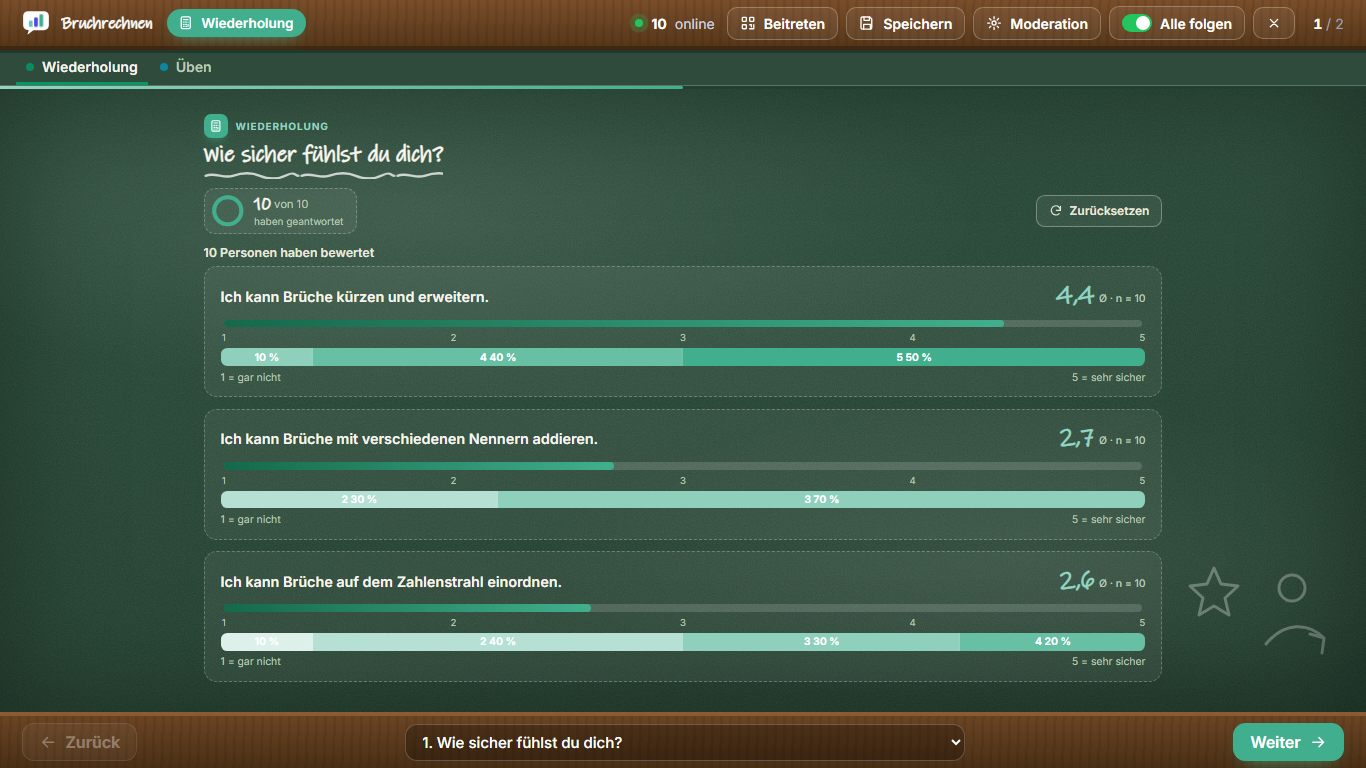 Bruchrechnen Wiederholung 10 online Beitreten Speichern Moderation Alle folgen 1 / 2
Wiederholung Üben
WIEDERHOLUNG
Wie sicher fühlst du dich?
10 von 10
haben geantwortet
Zurücksetzen
10 Personen haben bewertet
Ich kann Brüche kürzen und erweitern. 4,4 Ø · n = 10
1 2 3 4 5
10 % 4 40 % 5 50 %
1 = gar nicht 5 = sehr sicher
Ich kann Brüche mit verschiedenen Nennern addieren. 2,7 Ø · n = 10
1 2 3 4 5
2 30 % 3 70 %
1 = gar nicht 5 = sehr sicher
Ich kann Brüche auf dem Zahlenstrahl einordnen. 2,6 Ø · n = 10
1 2 3 4 5
10 % 2 40 % 3 30 % 4 20 %
1 = gar nicht 5 = sehr sicher
Zurück 1. Wie sicher fühlst du dich? Weiter